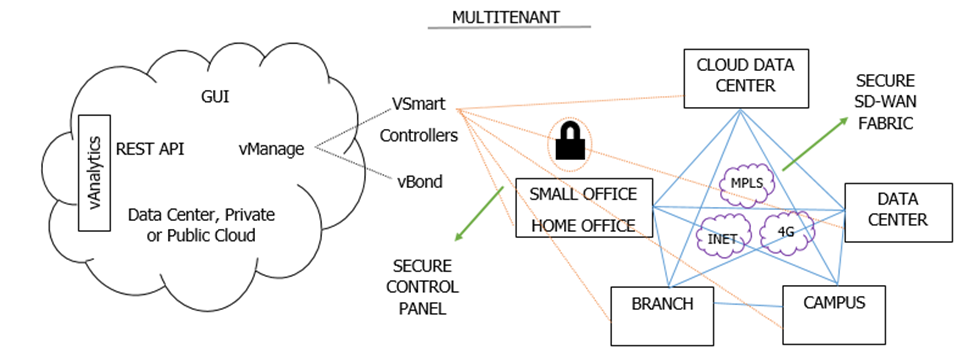 MULTITENANT
GUI
vAnalytics
REST API
vManage
Data Center, Private
or Public Cloud
VSmart
Controllers
vBond
SECURE
CONTROL
PANEL
SMALL OFFICE
HOME OFFICE
CLOUD DATA
CENTER
SECURE
SD-WAN
FABRIC
MPLS
INET
4G
DATA
CENTER
BRANCH
CAMPUS